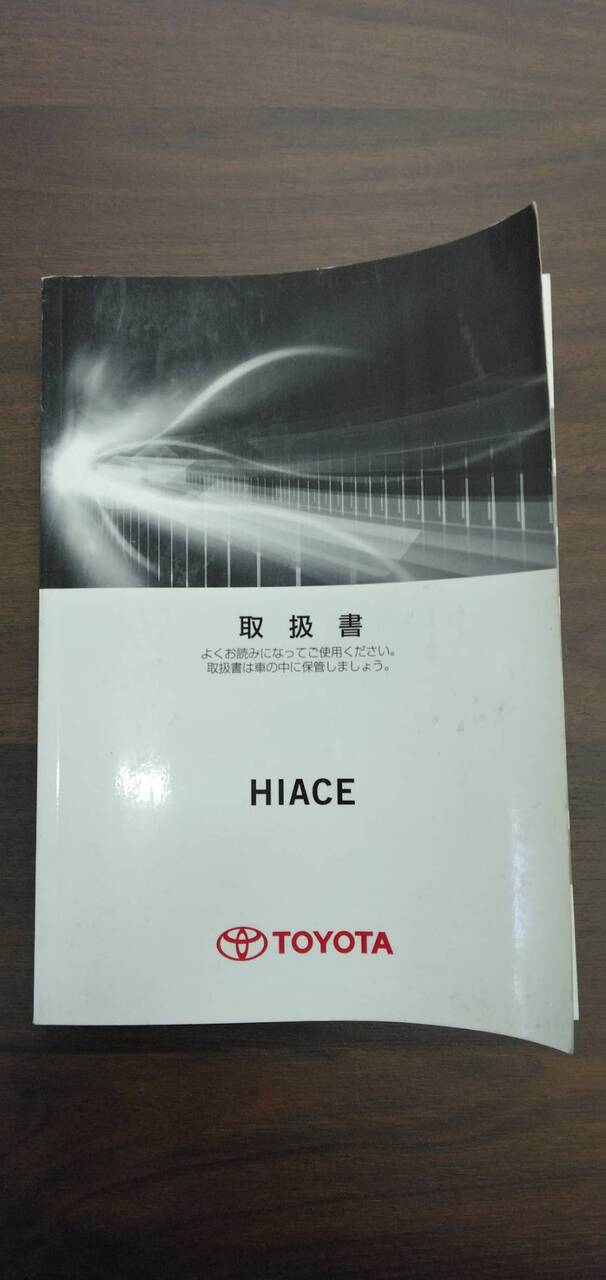 取扱書
よくお読みになってご使用ください。
取扱書は車の中に保管しましょう。
HIACE
TOYOTA